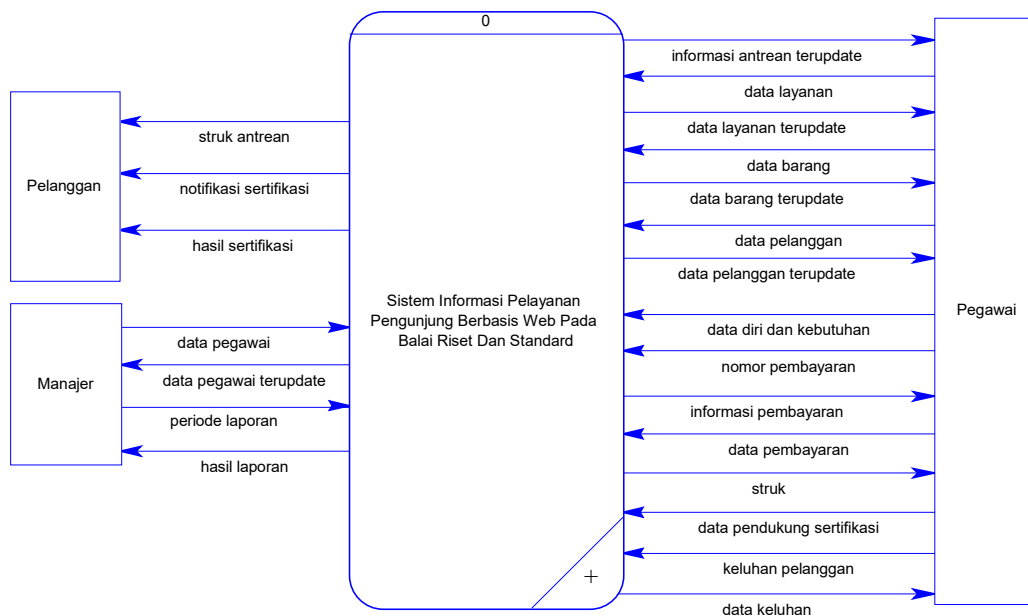 0
Pelanggan
struk antrean
notifikasi sertifikasi
hasil sertifikasi
Manajer
data pegawai
data pegawai terupdate
periode laporan
hasil laporan
Sistem Informasi Pelayanan
Pengunjung Berbasis Web Pada
Balai Riset Dan Standard
+
informasi antrean terupdate
data layanan
data layanan terupdate
data barang
data barang terupdate
data pelanggan
data pelanggan terupdate
data diri dan kebutuhan
nomor pembayaran
informasi pembayaran
data pembayaran
struk
data pendukung sertifikasi
keluhan pelanggan
data keluhan
Pegawai